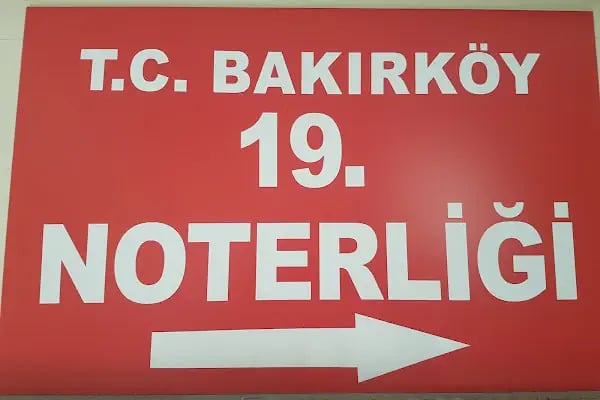 T.C. BAKIRKÖY
19.
NOTERLİĞİ